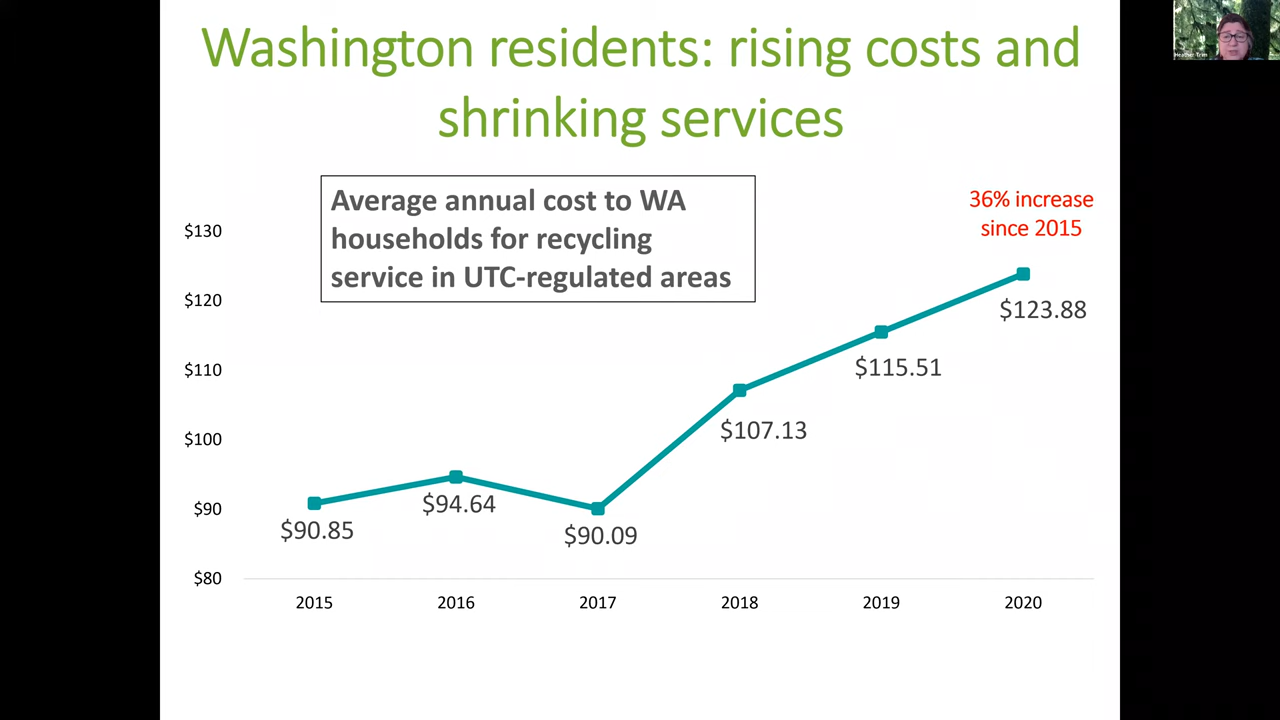 Washington residents: rising costs and
shrinking services
Heather Trim
Average annual cost to WA
households for recycling
service in UTC-regulated areas
36% increase
since 2015
$130
$120
$110
$100
$90
$80
$90.85
$94.64
$90.09
$107.13
$115.51
$123.88
2015
2016
2017
2018
2019
2020